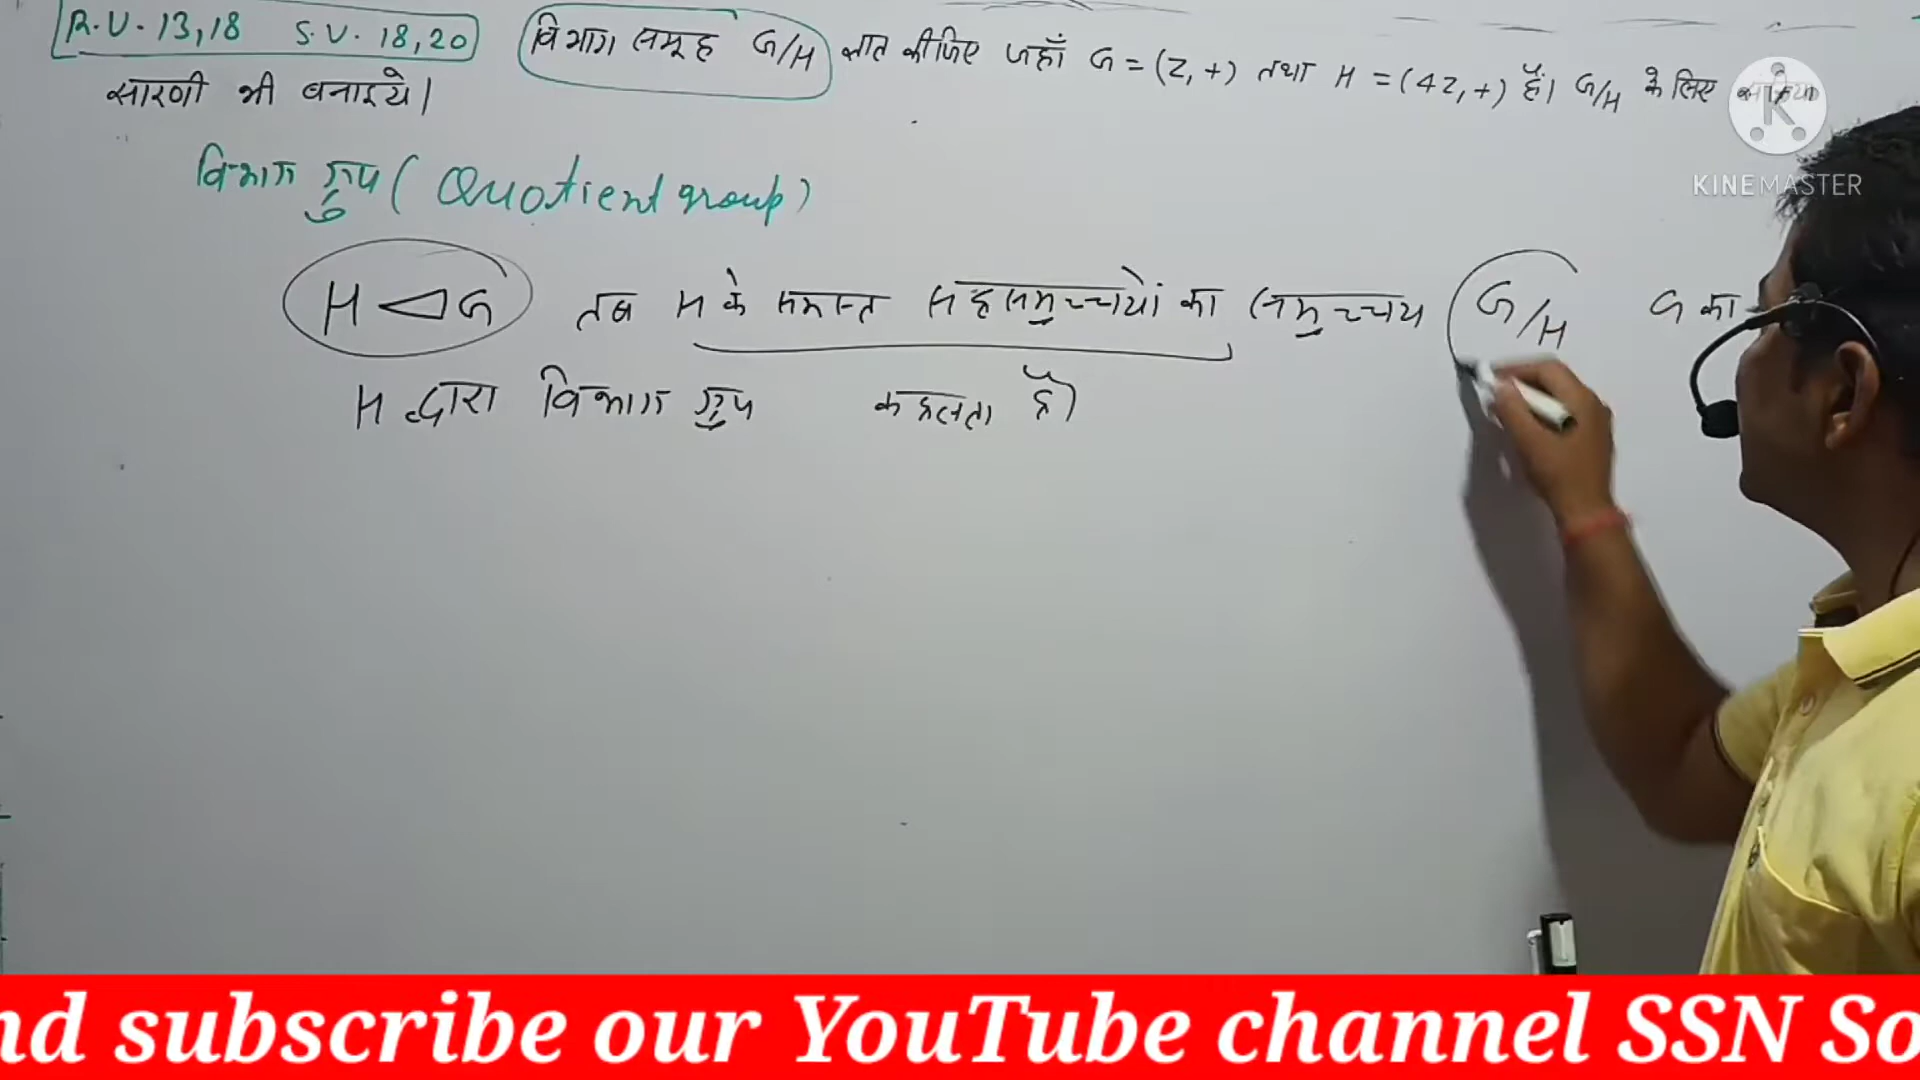 R.U. 13,18 S.U. 18,20 विभाग समूह G/H ज्ञात कीजिए जहाँ G = (Z, +) तथा H = (4Z, +) हैं। G/H के लिए
सारणी भी बनाइये।
KINEMASTER
विभाग ग्रुप ( Quotient group)
H ◁ G तब H के समस्त सहसमुच्चयों का समुच्चय G/H G का
H द्वारा विभाग ग्रुप कहलता है।
nd subscribe our YouTube channel SSN So